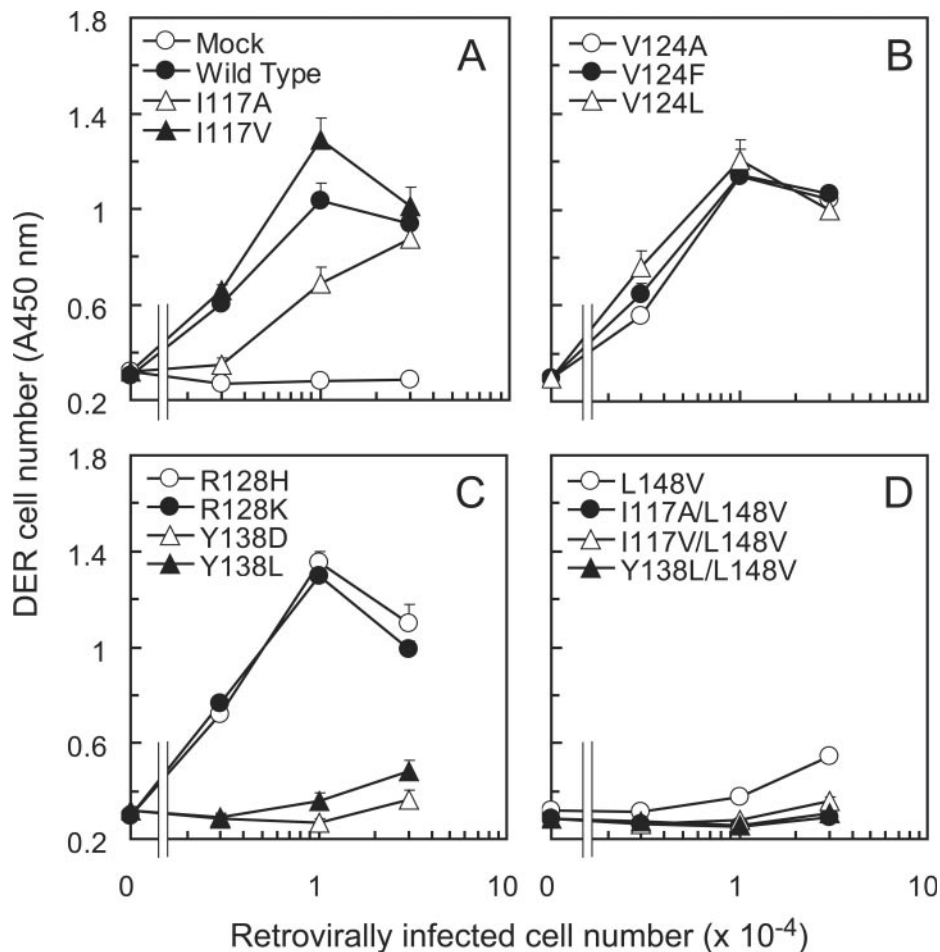 1.8
1.4
1
0.6
0.2
Mock
Wild Type
I117A
I117V
A
V124A
V124F
V124L
B
DER cell number (A450 nm)
1.8
1.4
1
0.6
0.2
R128H
R128K
Y138D
Y138L
C
L148V
I117A/L148V
I117V/L148V
Y138L/L148V
D
0 1 10 0 1 10
Retrovirally infected cell number (x 10-4)